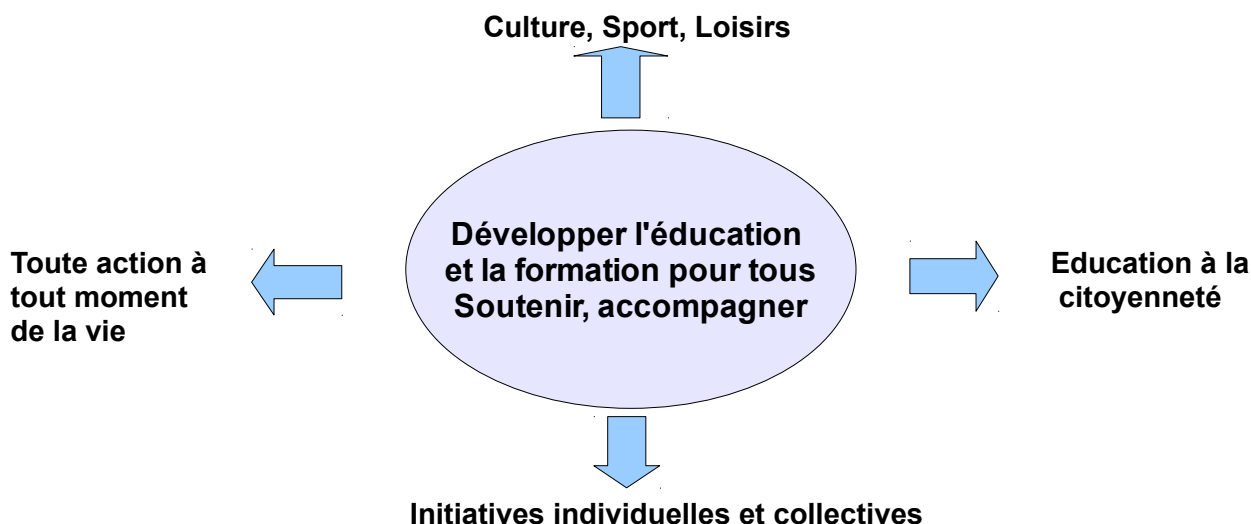 Culture, Sport, Loisirs
Développer l'éducation
et la formation pour tous
Soutenir, accompagner
Toute action à
tout moment
de la vie
Education à la
citoyenneté
Initiatives individuelles et collectives